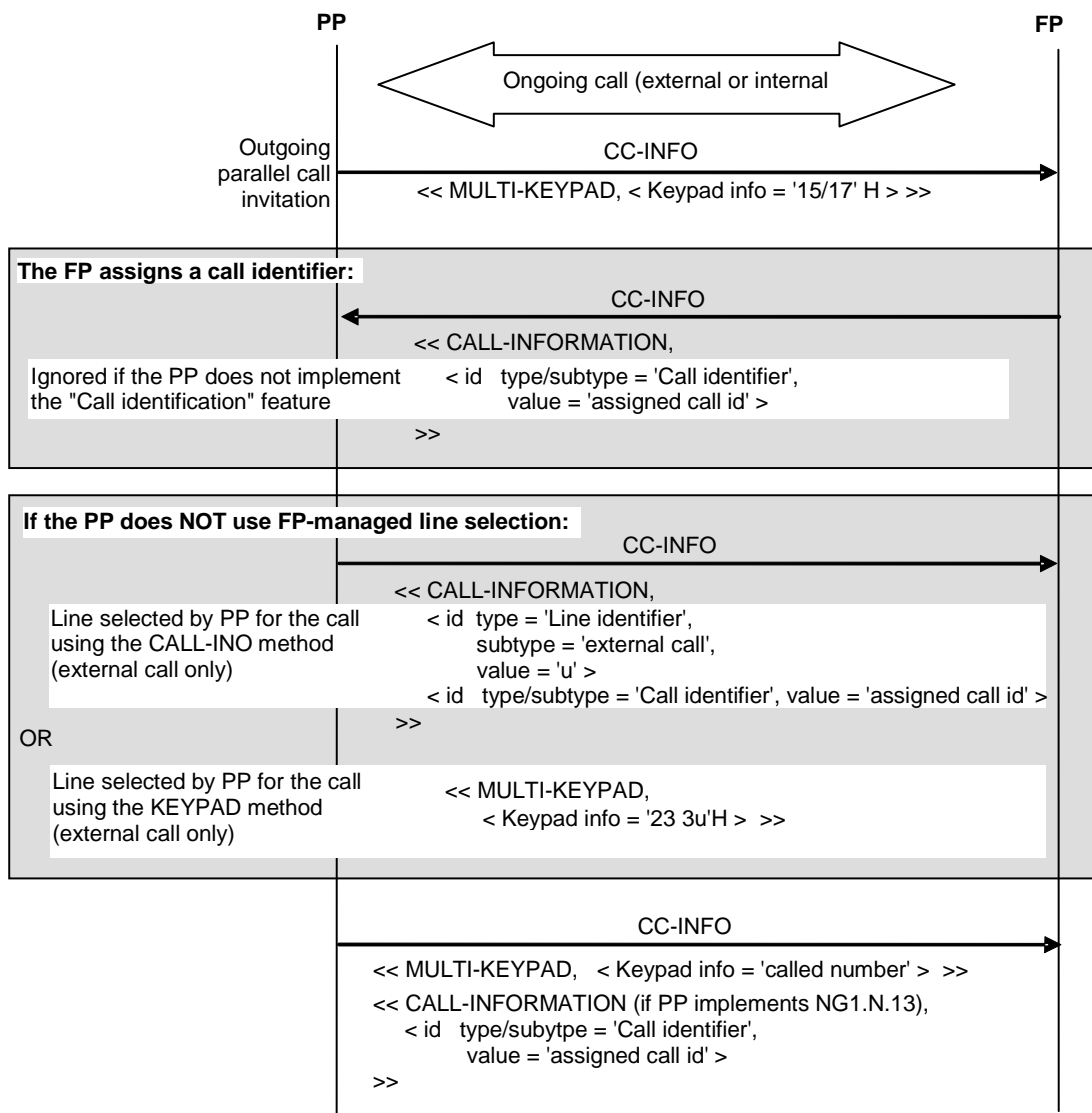 PP
FP
Ongoing call (external or internal
Outgoing
parallel call
invitation
CC-INFO
<< MULTI-KEYPAD, < Keypad info = '15/17' H > >>
The FP assigns a call identifier:
CC-INFO
<< CALL-INFORMATION,
Ignored if the PP does not implement
the "Call identification" feature
< id type/subtype = 'Call identifier',
value = 'assigned call id' >
>>
If the PP does NOT use FP-managed line selection:
CC-INFO
<< CALL-INFORMATION,
Line selected by PP for the call
using the CALL-INO method
(external call only)
< id type = 'Line identifier',
subtype = 'external call',
value = 'u' >
< id type/subtype = 'Call identifier', value = 'assigned call id' >
>>
OR
Line selected by PP for the call
using the KEYPAD method
(external call only)
<< MULTI-KEYPAD,
< Keypad info = '23 3u'H > >>
CC-INFO
<< MULTI-KEYPAD, < Keypad info = 'called number' > >>
<< CALL-INFORMATION (if PP implements NG1.N.13),
< id type/subytpe = 'Call identifier',
value = 'assigned call id' >
>>